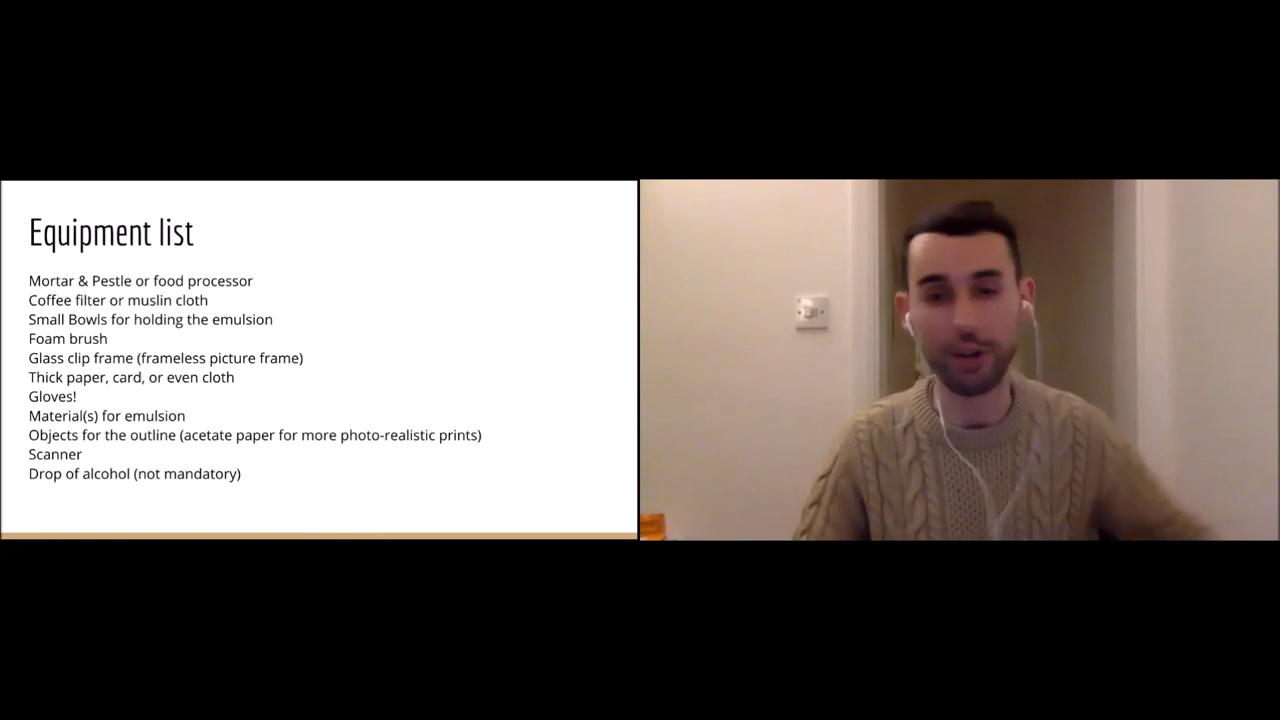 Equipment list
Mortar & Pestle or food processor
Coffee filter or muslin cloth
Small Bowls for holding the emulsion
Foam brush
Glass clip frame (frameless picture frame)
Thick paper, card, or even cloth
Gloves!
Material(s) for emulsion
Objects for the outline (acetate paper for more photo-realistic prints)
Scanner
Drop of alcohol (not mandatory)